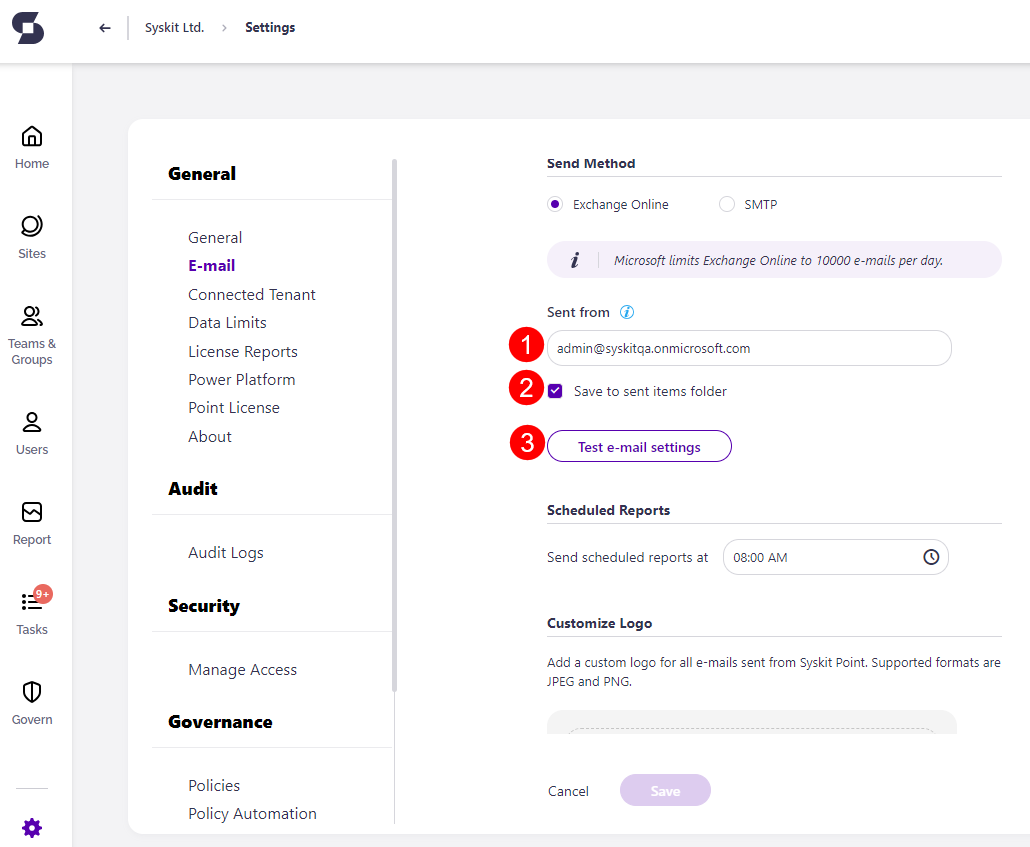 Syskit Ltd. > Settings
Home
Sites
Teams &
Groups
Users
Report
9+
Tasks
Govern
General
General
E-mail
Connected Tenant
Data Limits
License Reports
Power Platform
Point License
About
Audit
Audit Logs
Security
Manage Access
Governance
Policies
Policy Automation
Send Method
Exchange Online
SMTP
i Microsoft limits Exchange Online to 10000 e-mails per day.
Sent from i
1 admin@syskitqa.onmicrosoft.com
2 Save to sent items folder
3 Test e-mail settings
Scheduled Reports
Send scheduled reports at 08:00 AM
Customize Logo
Add a custom logo for all e-mails sent from Syskit Point. Supported formats are
JPEG and PNG.
Cancel
Save